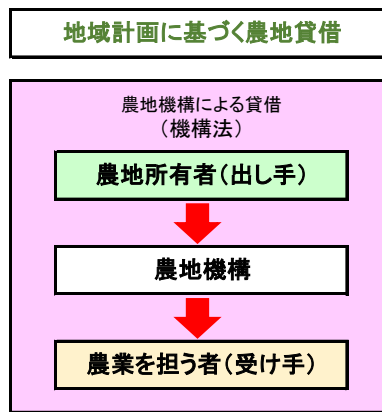 地域計画に基づく農地貸借
農地機構による貸借
（機構法）
農地所有者（出し手）
農地機構
農業を担う者（受け手）